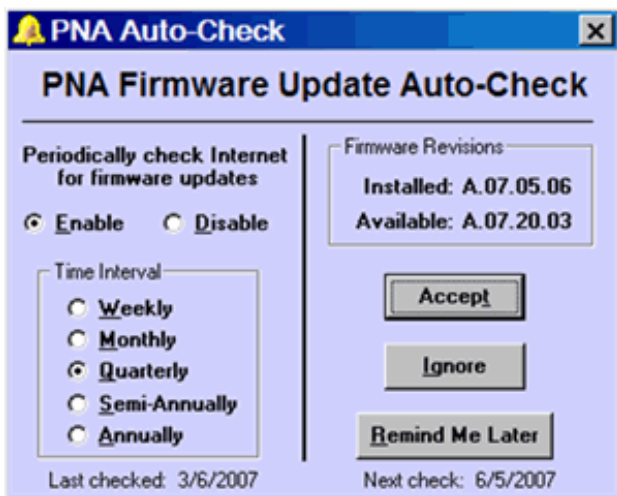 PNA Auto-Check
PNA Firmware Update Auto-Check
Periodically check Internet
for firmware updates
Enable Disable
Time Interval
Weekly
Monthly
Quarterly
Semi-Annually
Annually
Last checked: 3/6/2007
Firmware Revisions
Installed: A.07.05.06
Available: A.07.20.03
Accept
Ignore
Remind Me Later
Next check: 6/5/2007